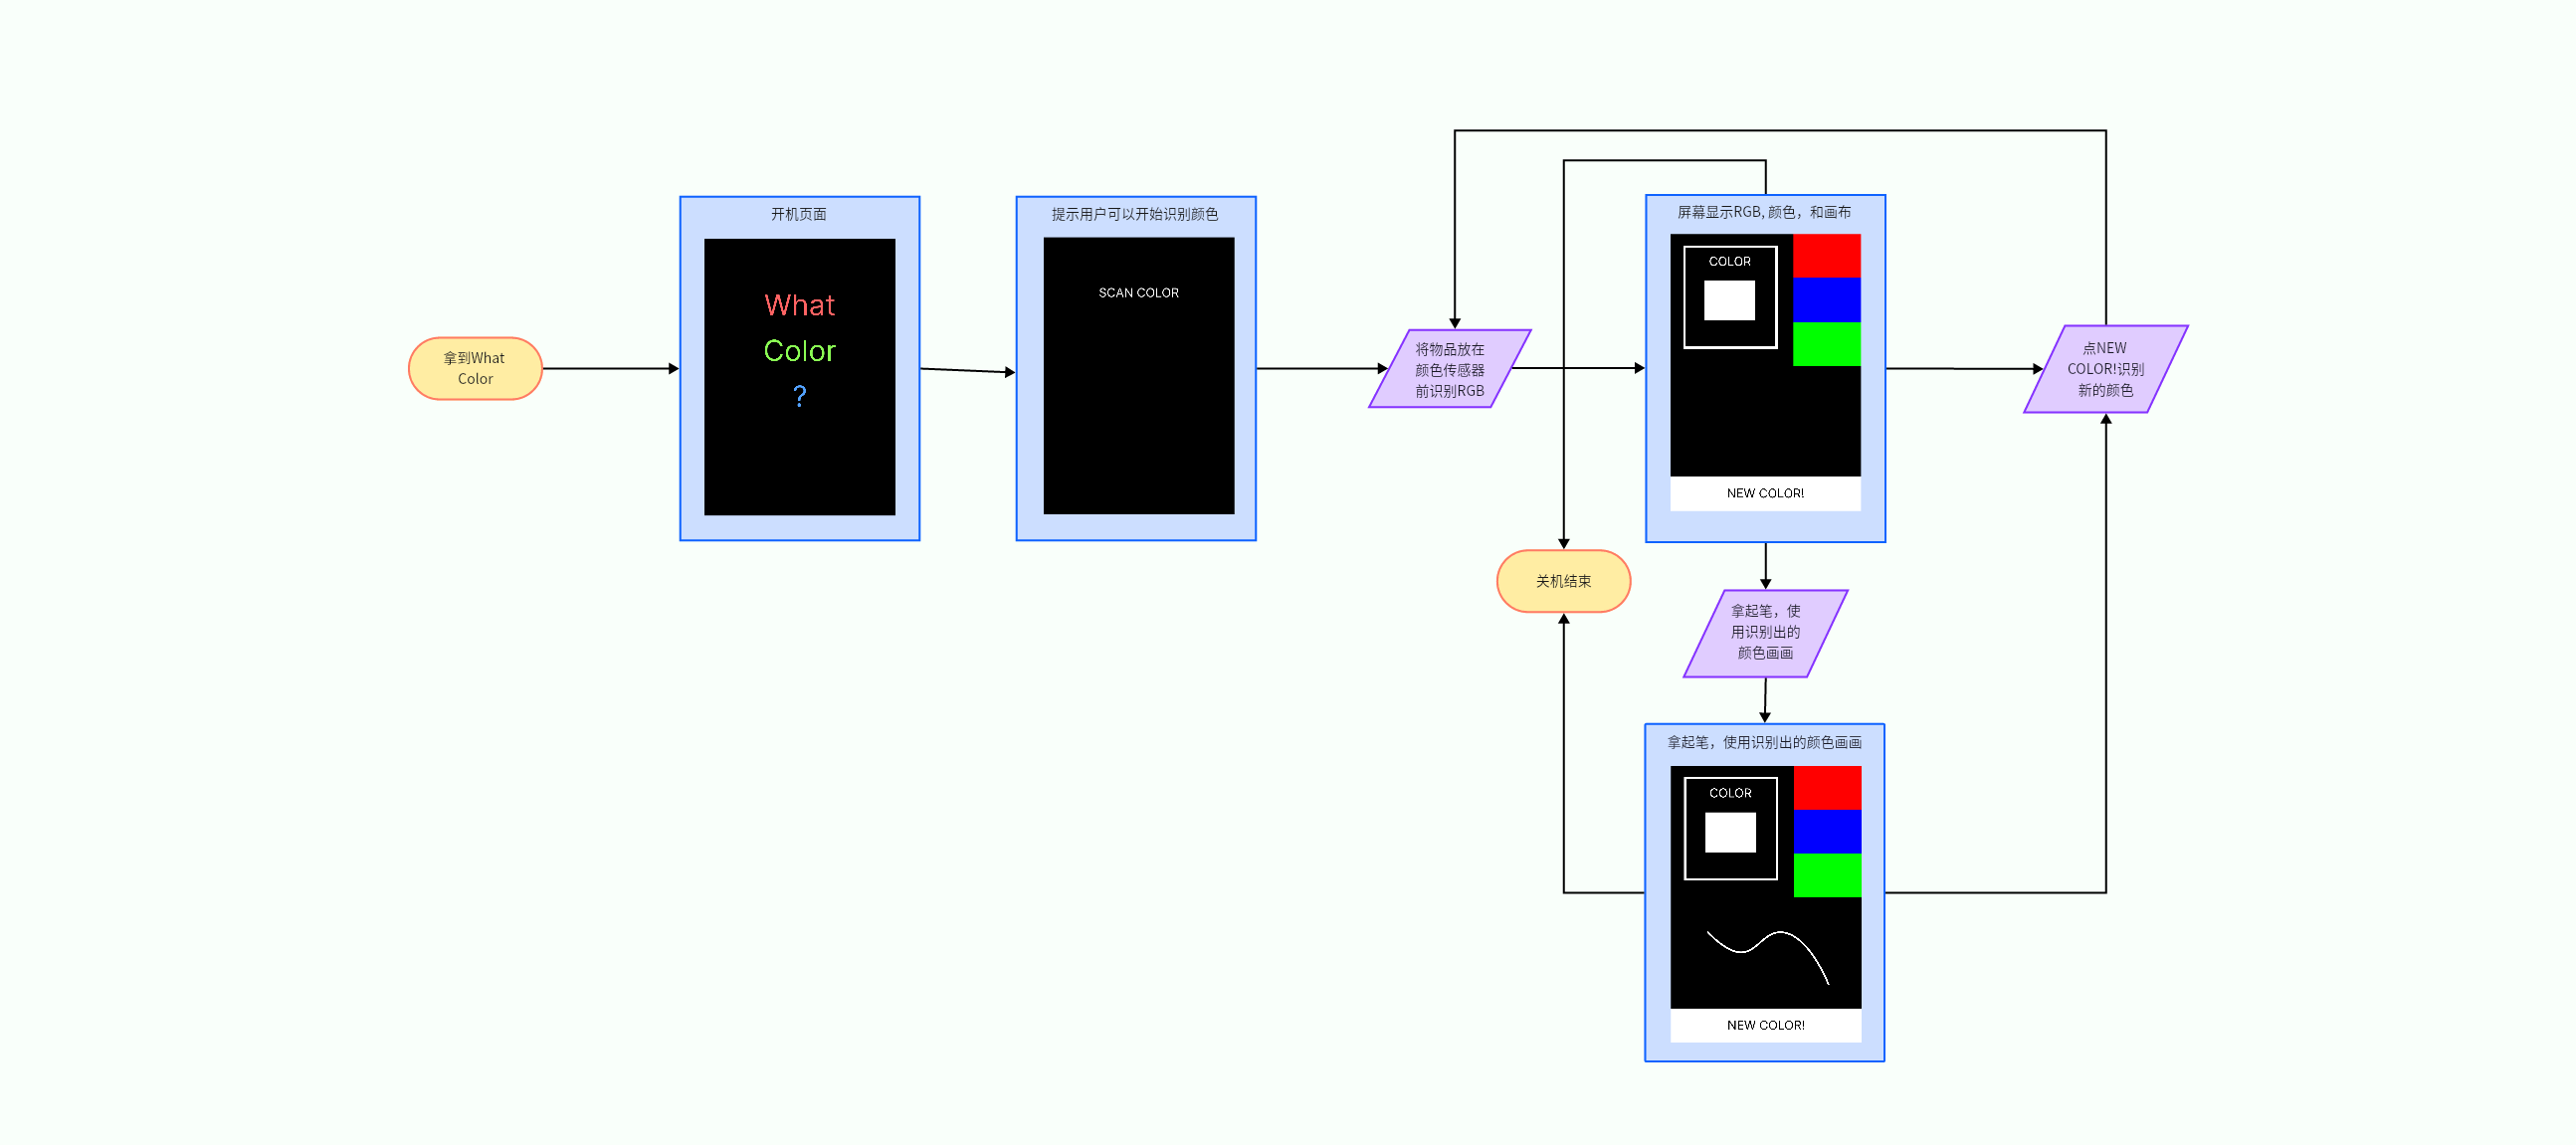 拿到What
Color
开机页面
What
Color
?
提示用户可以开始识别颜色
SCAN COLOR
将物品放在
颜色传感器
前识别RGB
屏幕显示RGB, 颜色，和画布
COLOR
NEW COLOR!
点NEW
COLOR!识别
新的颜色
关机结束
拿起笔，使
用识别出的
颜色画画
拿起笔，使用识别出的颜色画画
COLOR
NEW COLOR!